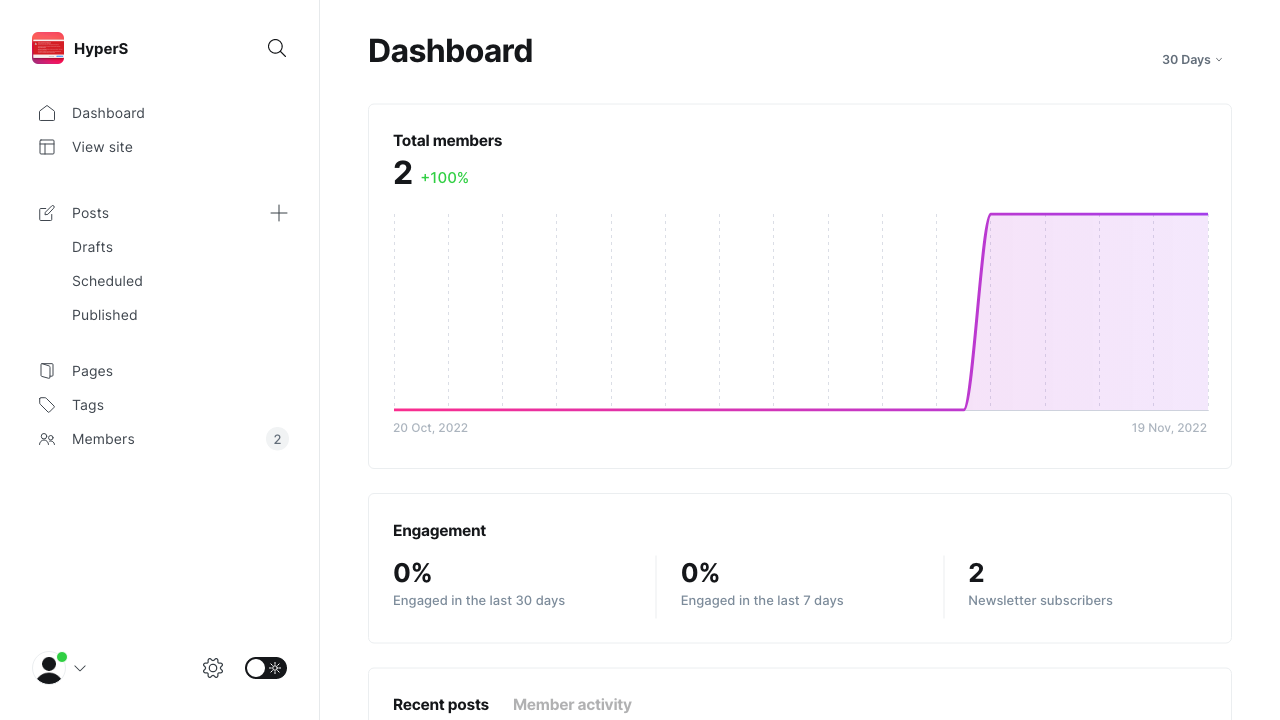 HyperS
Dashboard
View site
Posts
Drafts
Scheduled
Published
Pages
Tags
Members
2
Dashboard
30 Days
Total members
2 +100%
20 Oct, 2022
19 Nov, 2022
Engagement
0%
Engaged in the last 30 days
0%
Engaged in the last 7 days
2
Newsletter subscribers
Recent posts
Member activity